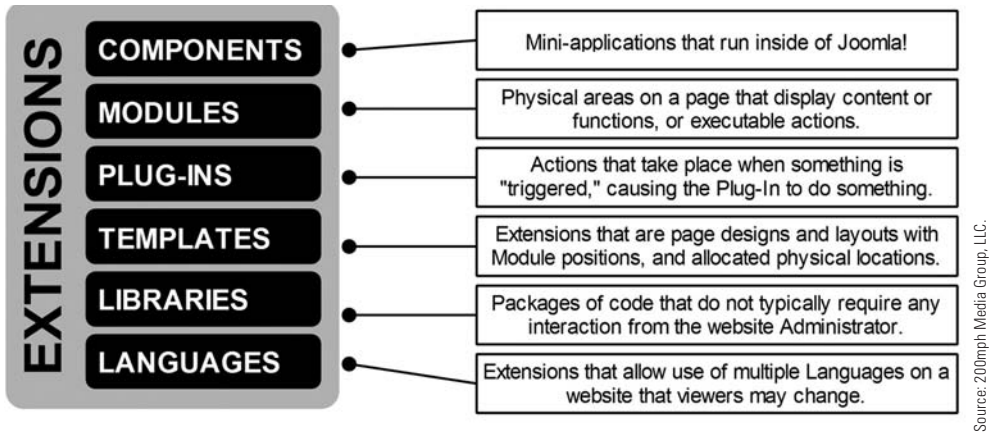 EXTENSIONS
COMPONENTS
Mini-applications that run inside of Joomla!
MODULES
Physical areas on a page that display content or
functions, or executable actions.
PLUG-INS
Actions that take place when something is
"triggered," causing the Plug-In to do something.
TEMPLATES
Extensions that are page designs and layouts with
Module positions, and allocated physical locations.
LIBRARIES
Packages of code that do not typically require any
interaction from the website Administrator.
LANGUAGES
Extensions that allow use of multiple Languages on a
website that viewers may change.
Source: 200mph Media Group, LLC.